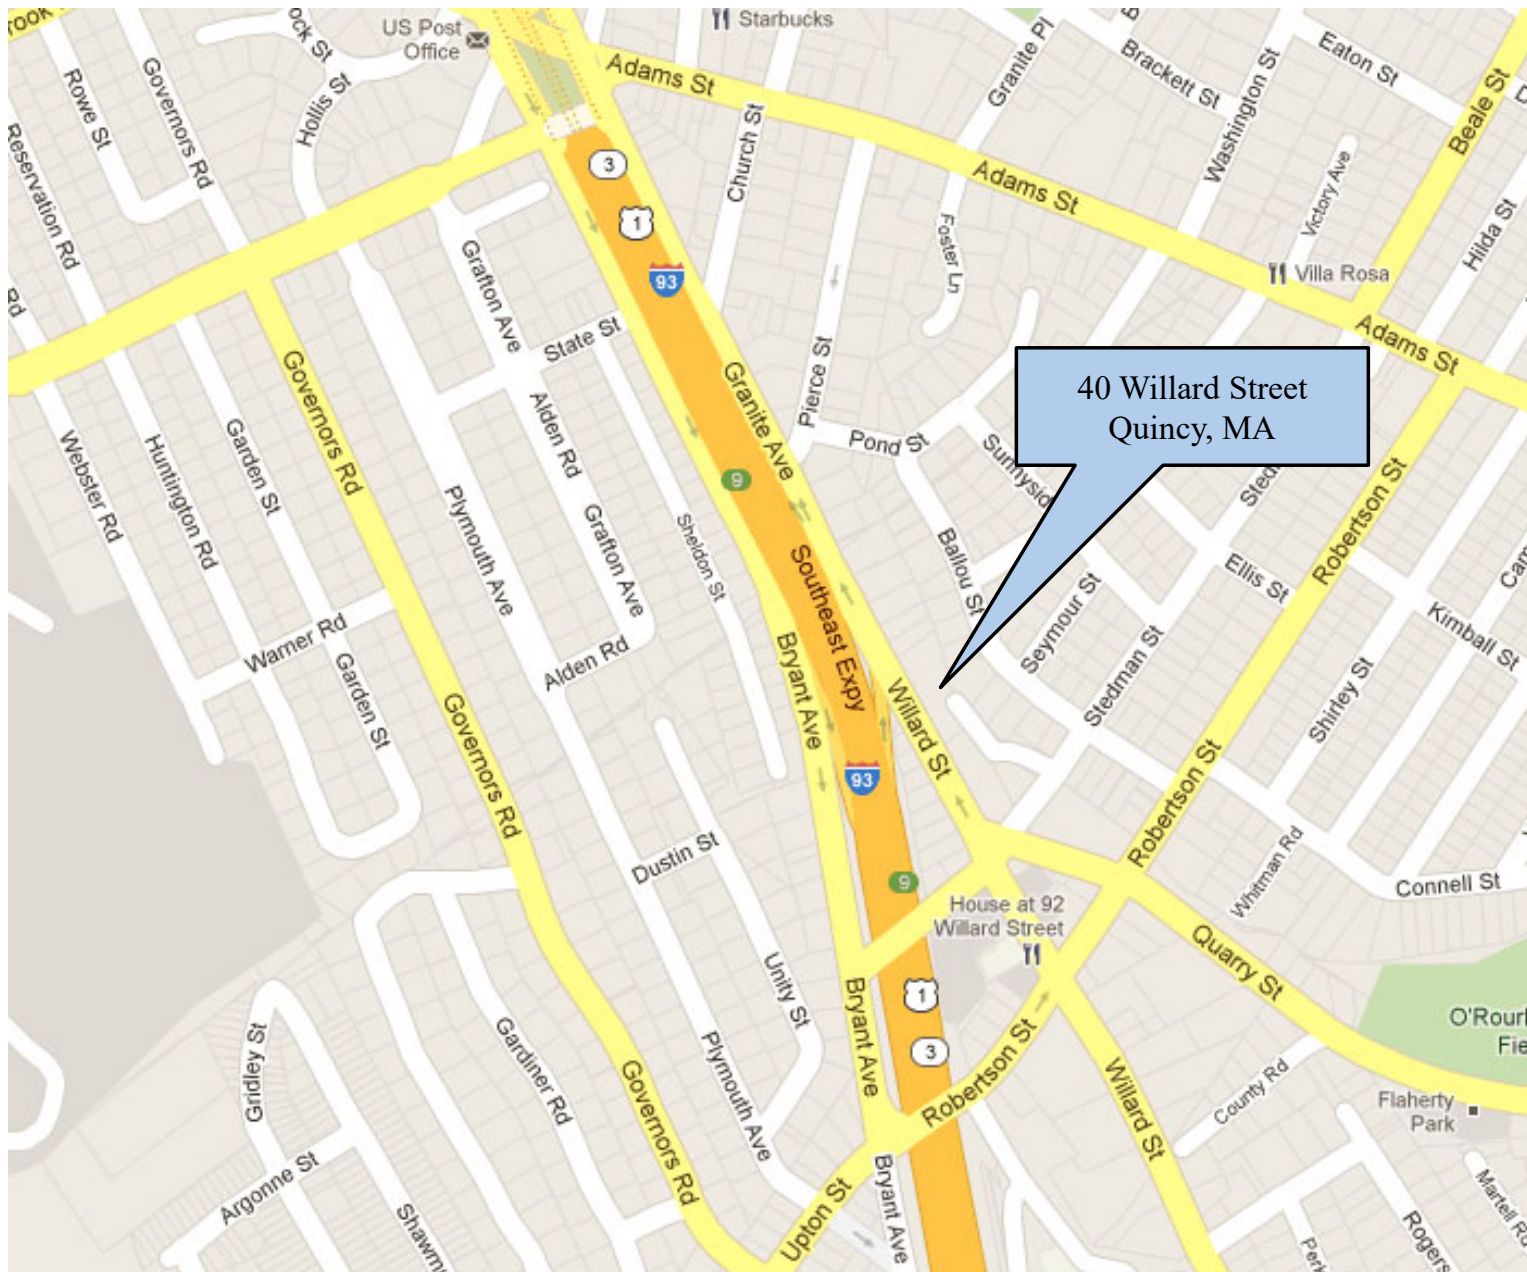 US Post
Office
Starbucks
Adams St
Granite Pl
Brackett St
Washington St
Eaton St
Beale St
Rowe St
Governors Rd
Hollis St
Reservation Rd
Church St
3
1
93
Adams St
Foster Ln
Victory Ave
Hilda St
Villa Rosa
Adams St
Grafton Ave
State St
Governors Rd
Pierce St
Granite Ave
40 Willard Street
Quincy, MA
Webster Rd
Huntington Rd
Garden St
Alden Rd
Pond St
9
Plymouth Ave
Grafton Ave
Sheldon St
Southeast Expy
Ballou St
Ellis St
Robertson St
Kimball St
Seymour St
Warner Rd
Garden St
Alden Rd
Bryant Ave
Willard St
Stedman St
Shirley St
Governors Rd
93
Robertson St
Dustin St
9
House at 92
Willard Street
Whitman Rd
Connell St
Quarry St
Unity St
Bryant Ave
1
3
Gridley St
Gardiner Rd
Governors Rd
Plymouth Ave
Robertson St
Willard St
County Rd
Flaherty
Park
Argonne St
Upton St
Bryant Ave
Martell Rd
Rogers